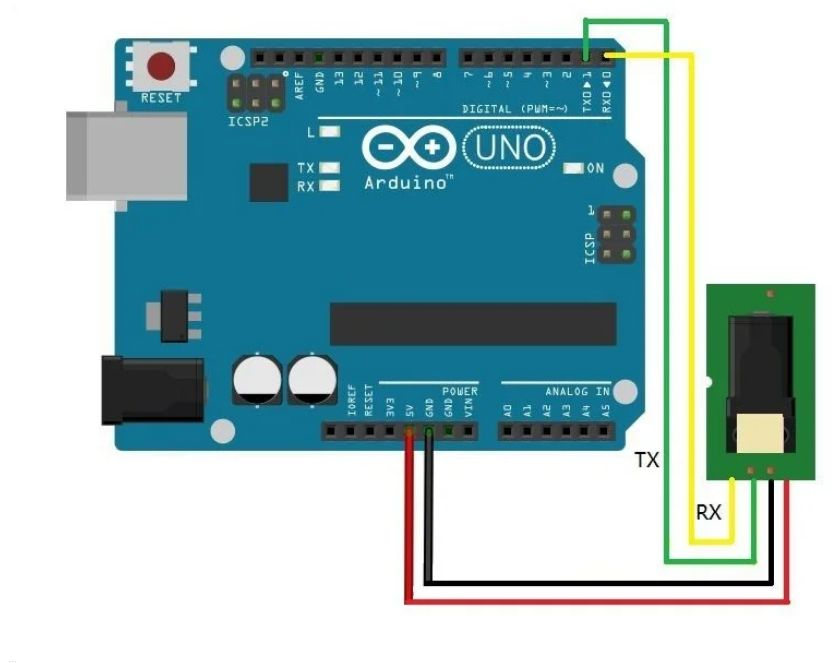 RESET
ICSP2
AREF
GND
13
12
~11
~10
~9
8
7
~6
~5
4
~3
2
TX0 ▶ 1
RX0 ◀ 0
DIGITAL (PWM=~)
L
TX
RX
UNO
Arduino™
ON
1
ICSP
IOREF
RESET
3V3
5V
GND
GND
VIN
POWER
ANALOG IN
A0
A1
A2
A3
A4
A5
TX
RX